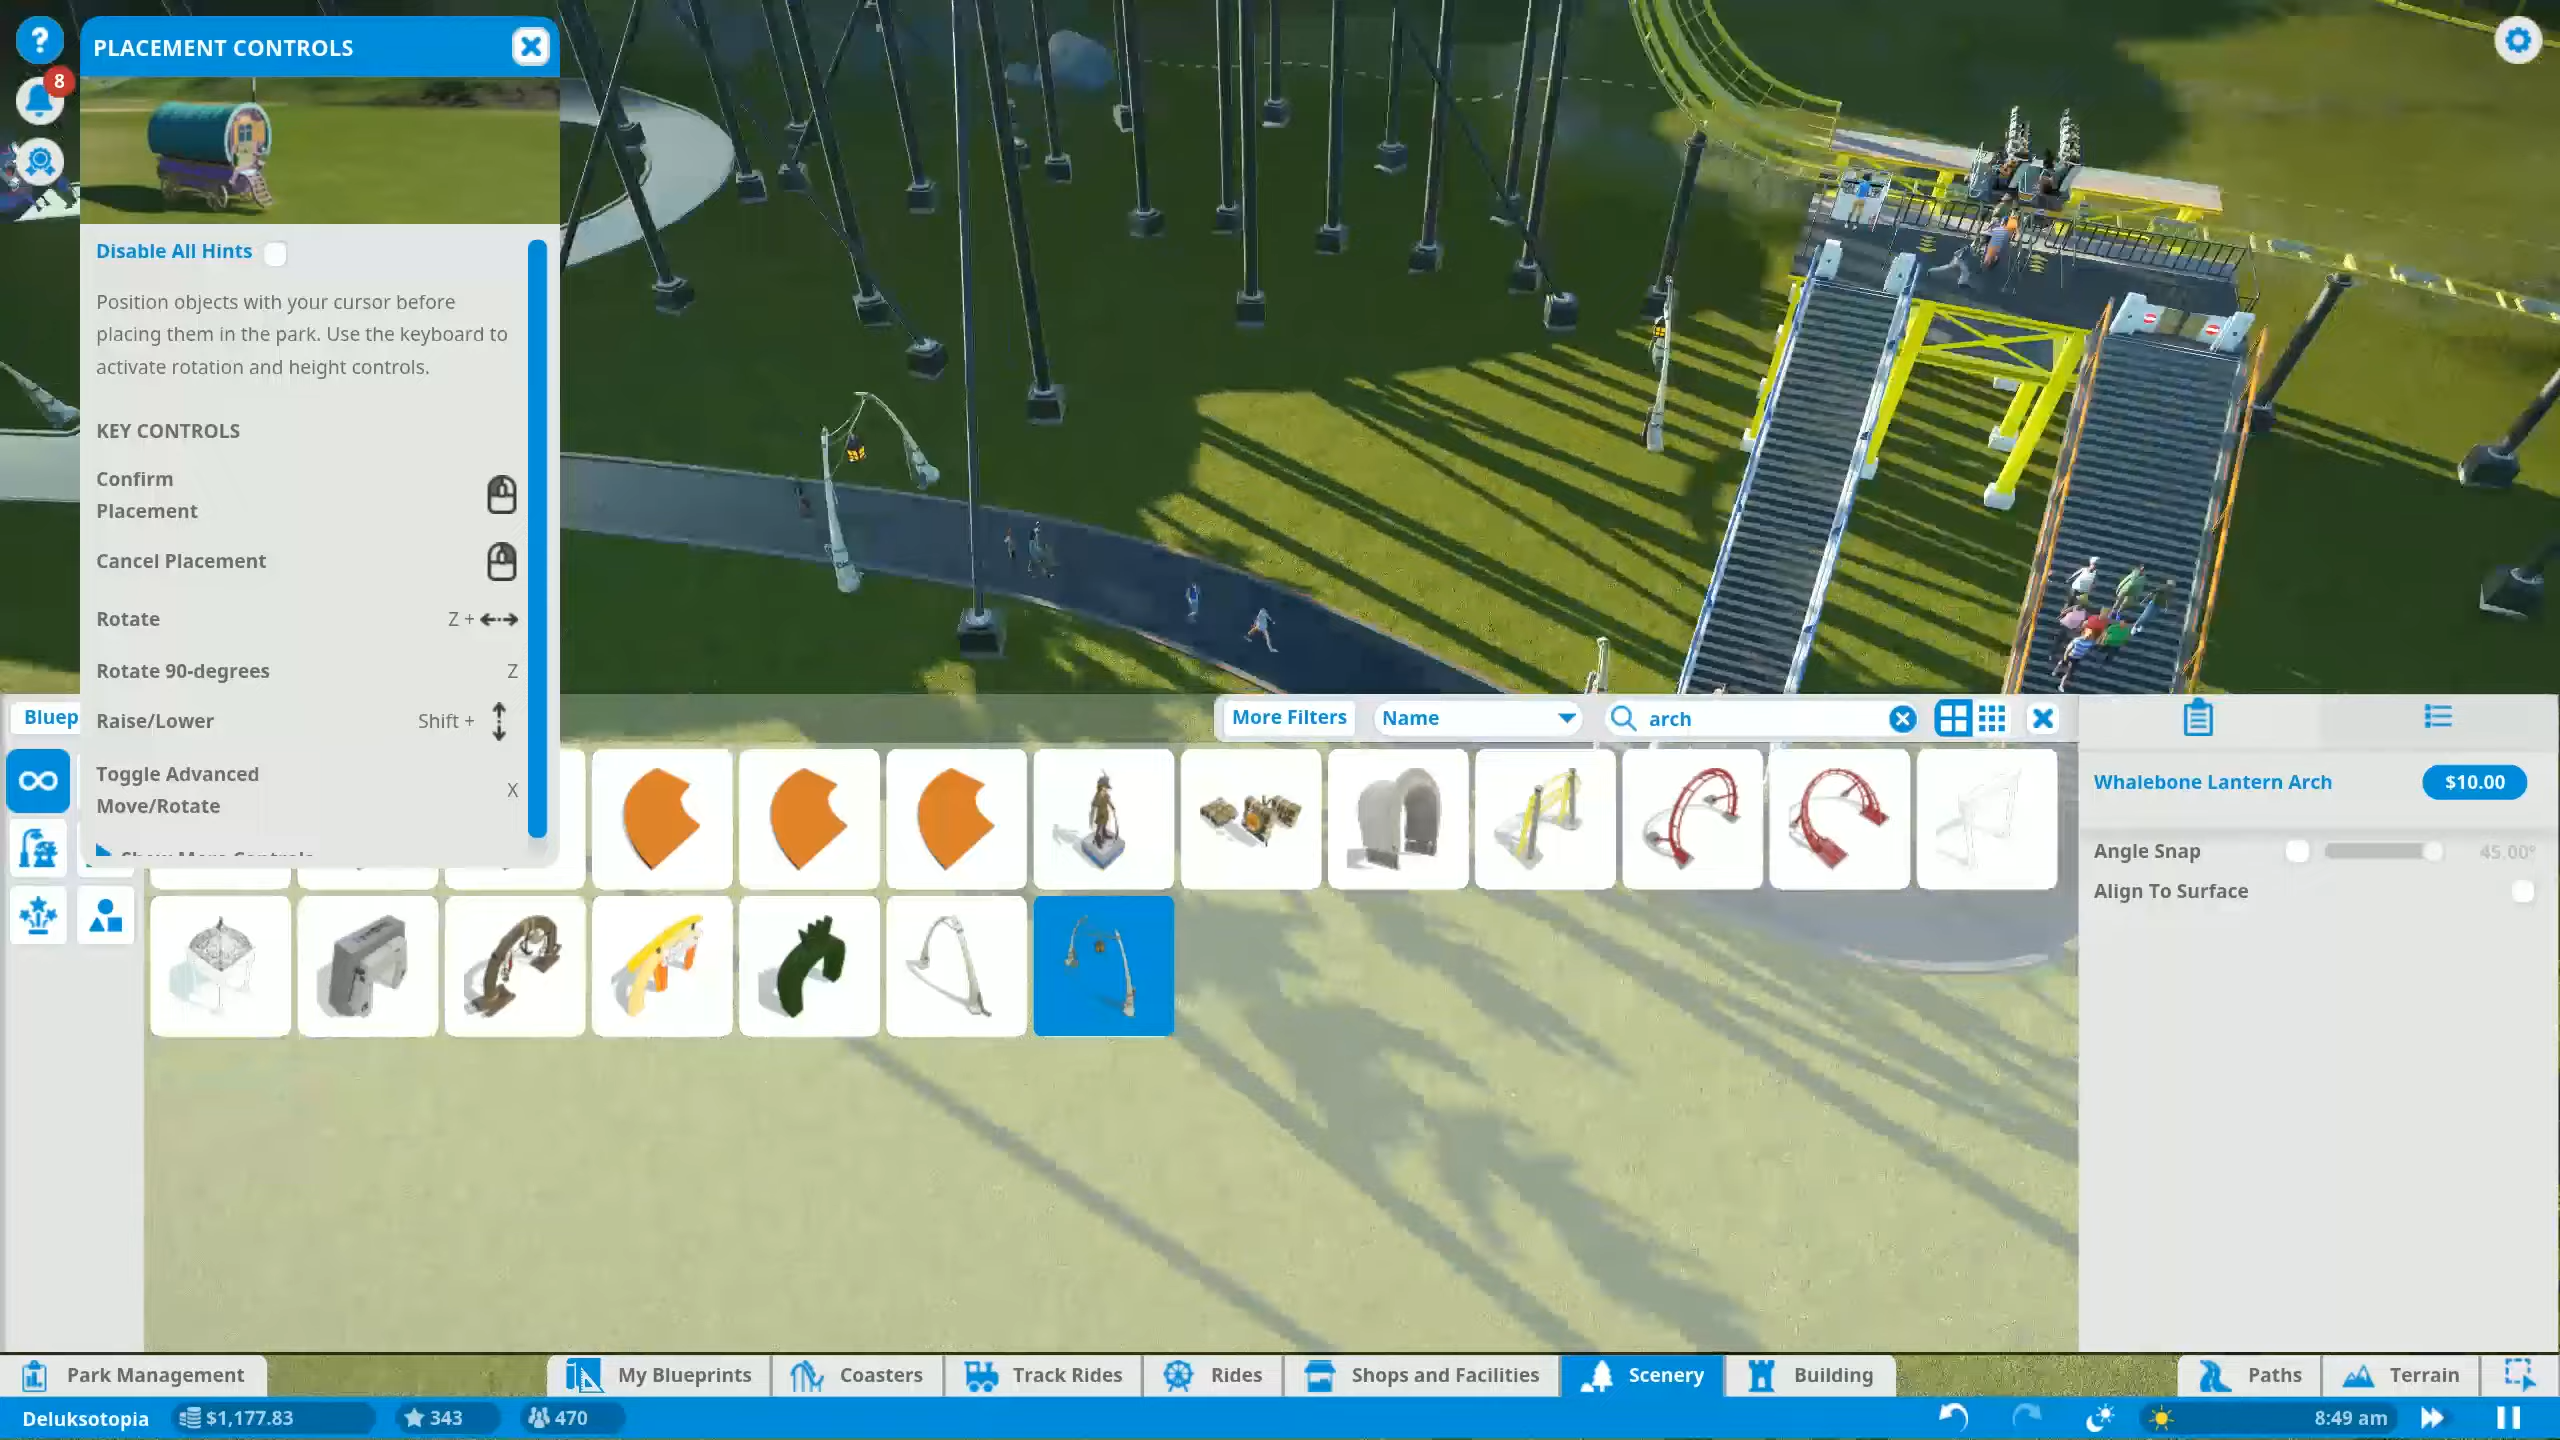 PLACEMENT CONTROLS
8
Disable All Hints
Position objects with your cursor before
placing them in the park. Use the keyboard to
activate rotation and height controls.
KEY CONTROLS
Confirm
Placement
Cancel Placement
Rotate Z +
Rotate 90-degrees Z
Raise/Lower Shift +
Toggle Advanced
Move/Rotate X
Show More Controls
Bluep
More Filters
Name
arch
Whalebone Lantern Arch $10.00
Angle Snap 45.00°
Align To Surface
Park Management
My Blueprints
Coasters
Track Rides
Rides
Shops and Facilities
Scenery
Building
Paths
Terrain
Deluksotopia $1,177.83 343 470
8:49 am